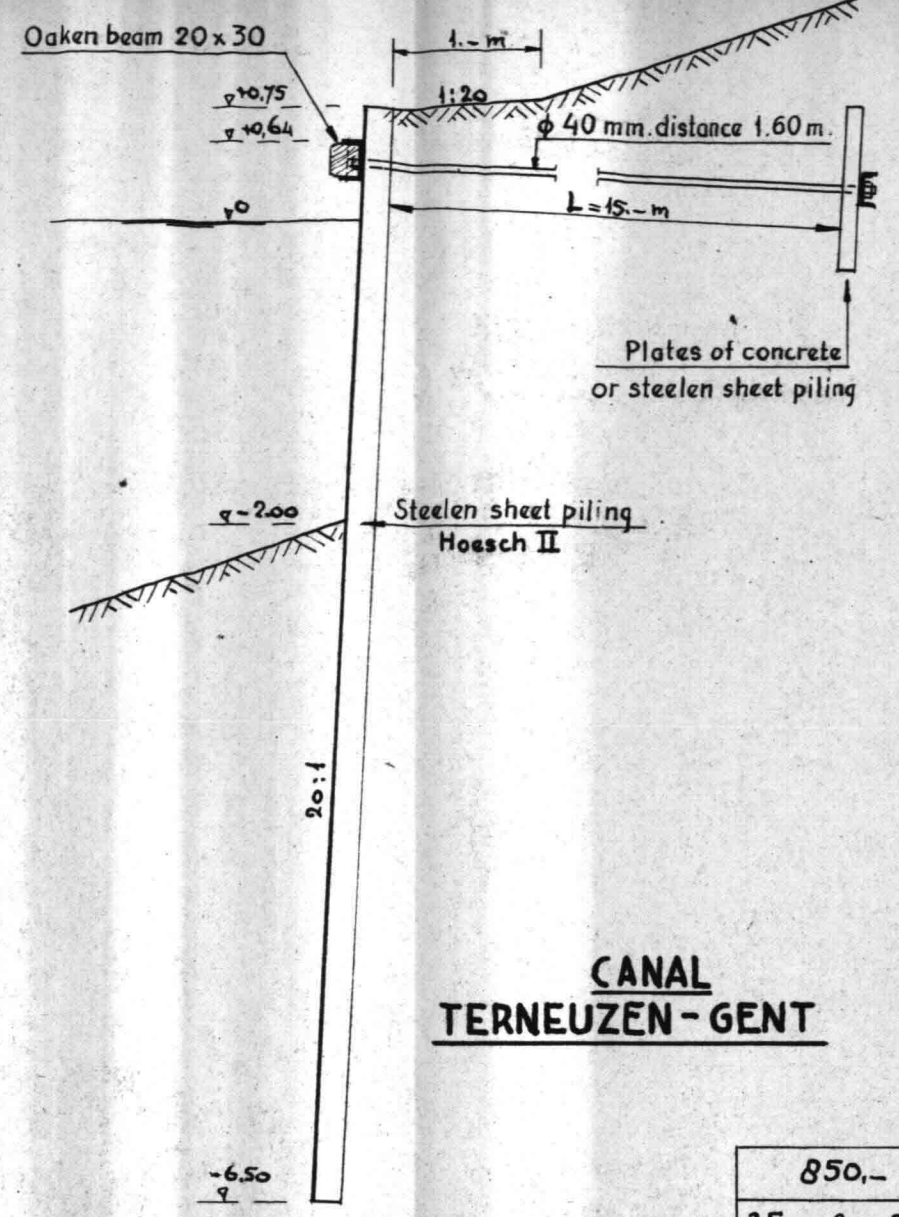 Oaken beam 20 x 30
1.- m
+0.75
1:20
+0,64
ϕ 40 mm. distance 1.60 m.
0
L = 15.- m
Plates of concrete
or steelen sheet piling
-2.00
Steelen sheet piling
Hoesch II
20:1
CANAL
TERNEUZEN - GENT
-6.50
850,-